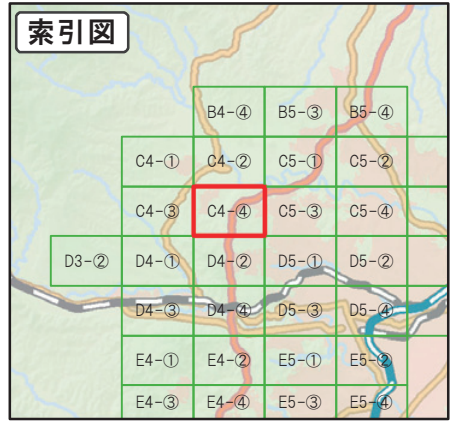 索引図
B4-④ B5-③ B5-④
C4-① C4-② C5-① C5-②
C4-③ C4-④ C5-③ C5-④
D3-② D4-① D4-② D5-① D5-②
D4-③ D4-④ D5-③ D5-④
E4-① E4-② E5-① E5-②
E4-③ E4-④ E5-③ E5-④